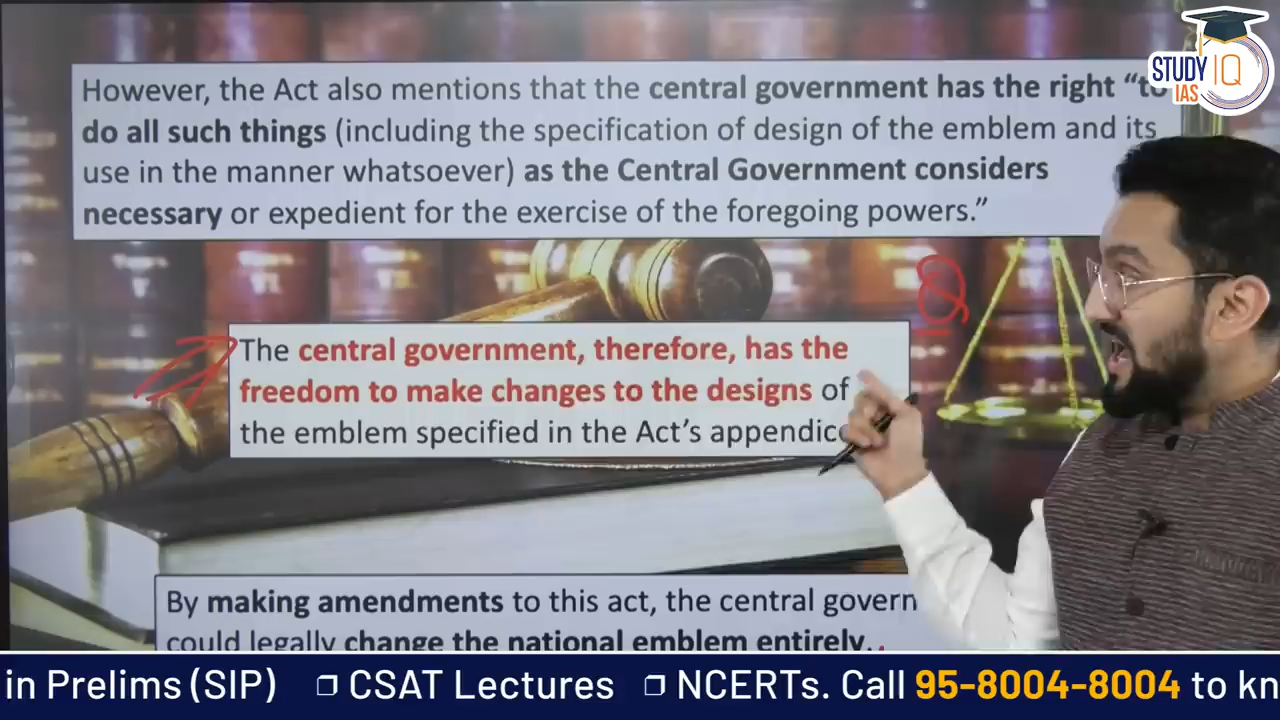 STUDY IQ
IAS
However, the Act also mentions that the central government has the right “to
do all such things (including the specification of design of the emblem and its
use in the manner whatsoever) as the Central Government considers
necessary or expedient for the exercise of the foregoing powers.”
The central government, therefore, has the
freedom to make changes to the designs of
the emblem specified in the Act’s appendic
By making amendments to this act, the central govern
could legally change the national emblem entirely.
in Prelims (SIP) ❐ CSAT Lectures ❐ NCERTs. Call 95-8004-8004 to kn